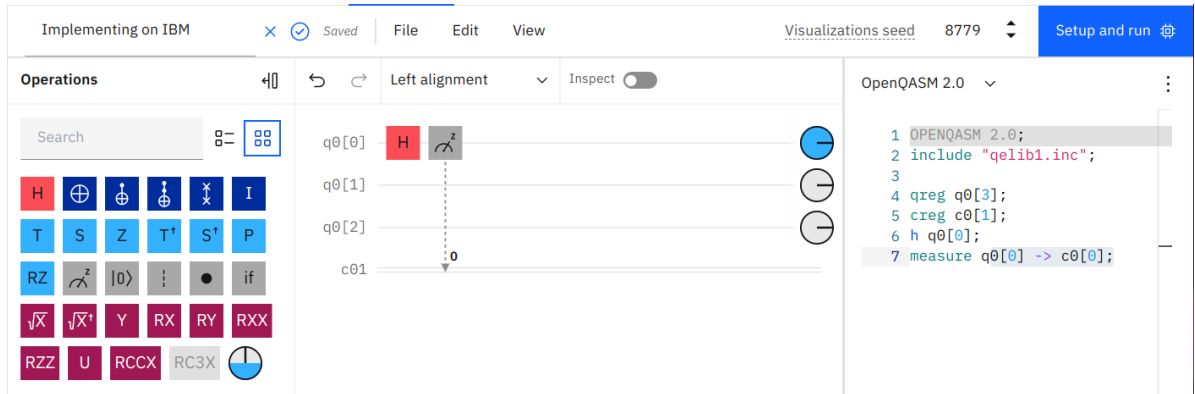 Implementing on IBM Saved File Edit View Visualizations seed 8779 Setup and run
Operations Left alignment Inspect OpenQASM 2.0
Search
H I
T S Z T† S† P
RZ z |0⟩ if
√X √X† Y RX RY RXX
RZZ U RCCX RC3X
q0[0] H z
q0[1]
q0[2]
c01 0
1 OPENQASM 2.0;
2 include "qelib1.inc";
3
4 qreg q0[3];
5 creg c0[1];
6 h q0[0];
7 measure q0[0] -> c0[0];